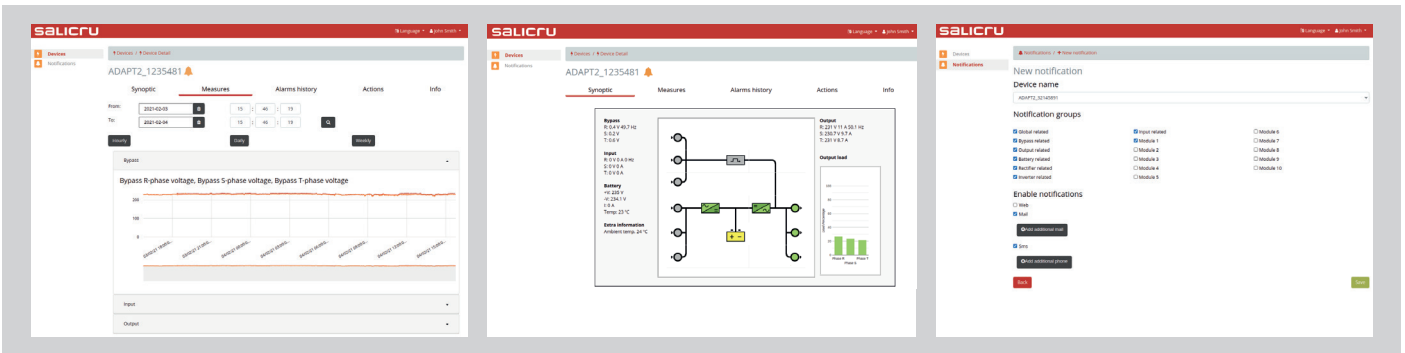 SALICRU
Language
John Smith
Devices
Notifications
Devices / Device Detail
ADAPT2_1235481
Synoptic Measures Alarms history Actions Info
From: 2021-02-03 15 : 46 : 19
To: 2021-02-04 15 : 46 : 19
Hourly Daily Weekly
Bypass
Bypass R-phase voltage, Bypass S-phase voltage, Bypass T-phase voltage
200
100
0
Input
Output
SALICRU
Language
John Smith
Devices
Notifications
Devices / Device Detail
ADAPT2_1235481
Synoptic Measures Alarms history Actions Info
Bypass
R: 0.4 V 49.7 Hz
S: 0.2 V
T: 0.6 V
Input
R: 0 V 0 A 0 Hz
S: 0 V 0 A
T: 0 V 0 A
Battery
+V: 235 V
-V: 234.1 V
I: 0 A
Temp: 23 °C
Extra information
Ambient temp. 24 °C
Output
R: 231 V 11 A 50.1 Hz
S: 230.7 V 9.7 A
T: 231 V 8.7 A
Output load
Phase R
Phase S
Phase T
SALICRU
Language
John Smith
Devices
Notifications
Notifications / + New notification
New notification
Device name
Notification groups
Global related
Bypass related
Output related
Battery related
Rectifier related
Inverter related
Input related
Module 1
Module 2
Module 3
Module 4
Module 5
Module 6
Module 7
Module 8
Module 9
Module 10
Enable notifications
Web
Mail
Add additional mail
Sms
Add additional phone
Back
Save